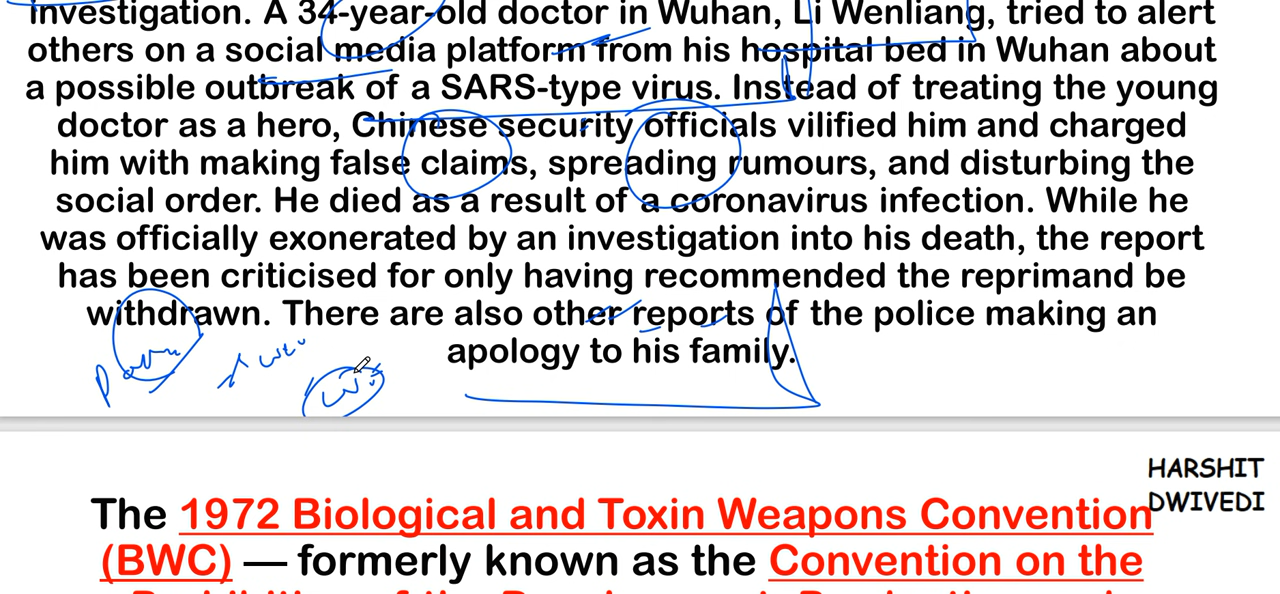 investigation. A 34-year-old doctor in Wuhan, Li Wenliang, tried to alert
others on a social media platform from his hospital bed in Wuhan about
a possible outbreak of a SARS-type virus. Instead of treating the young
doctor as a hero, Chinese security officials vilified him and charged
him with making false claims, spreading rumours, and disturbing the
social order. He died as a result of a coronavirus infection. While he
was officially exonerated by an investigation into his death, the report
has been criticised for only having recommended the reprimand be
withdrawn. There are also other reports of the police making an
apology to his family.
HARSHIT
DWIVEDI
The 1972 Biological and Toxin Weapons Convention
(BWC) — formerly known as the Convention on the